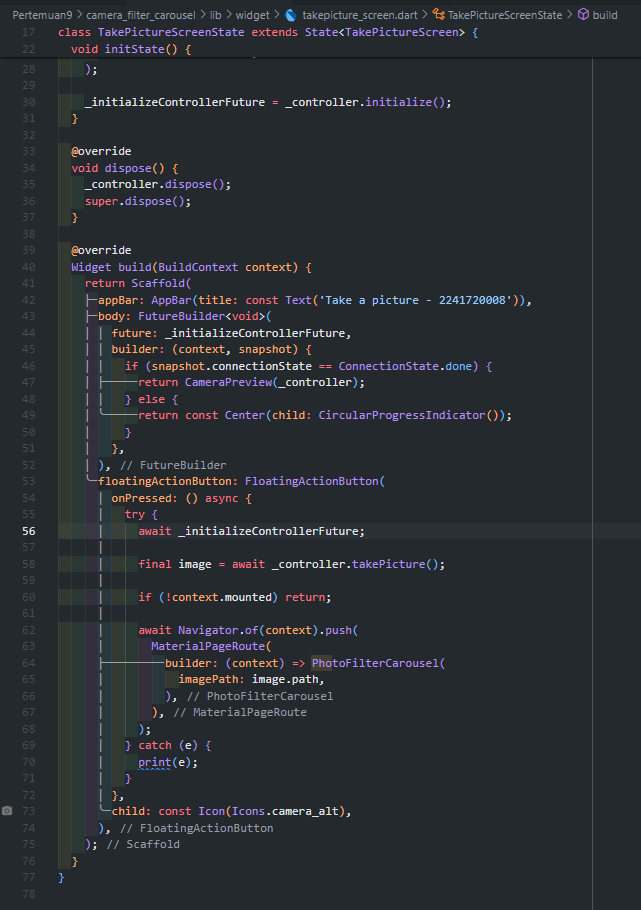 Pertemuan9 > camera_filter_carousel > lib > widget > takepicture_screen.dart > TakePictureScreenState > build
17 class TakePictureScreenState extends State<TakePictureScreen> {
22   void initState() {
28     );
29
30     _initializeControllerFuture = _controller.initialize();
31   }
32
33   @override
34   void dispose() {
35     _controller.dispose();
36     super.dispose();
37   }
38
39   @override
40   Widget build(BuildContext context) {
41     return Scaffold(
42       appBar: AppBar(title: const Text('Take a picture - 2241720008')),
43       body: FutureBuilder<void>(
44         future: _initializeControllerFuture,
45         builder: (context, snapshot) {
46           if (snapshot.connectionState == ConnectionState.done) {
47             return CameraPreview(_controller);
48           } else {
49             return const Center(child: CircularProgressIndicator());
50           }
51         },
52       ), // FutureBuilder
53       floatingActionButton: FloatingActionButton(
54         onPressed: () async {
55           try {
56             await _initializeControllerFuture;
57
58             final image = await _controller.takePicture();
59
60             if (!context.mounted) return;
61
62             await Navigator.of(context).push(
63               MaterialPageRoute(
64                 builder: (context) => PhotoFilterCarousel(
65                   imagePath: image.path,
66                 ), // PhotoFilterCarousel
67               ), // MaterialPageRoute
68             );
69           } catch (e) {
70             print(e);
71           }
72         },
73         child: const Icon(Icons.camera_alt),
74       ), // FloatingActionButton
75     ); // Scaffold
76   }
77 }
78